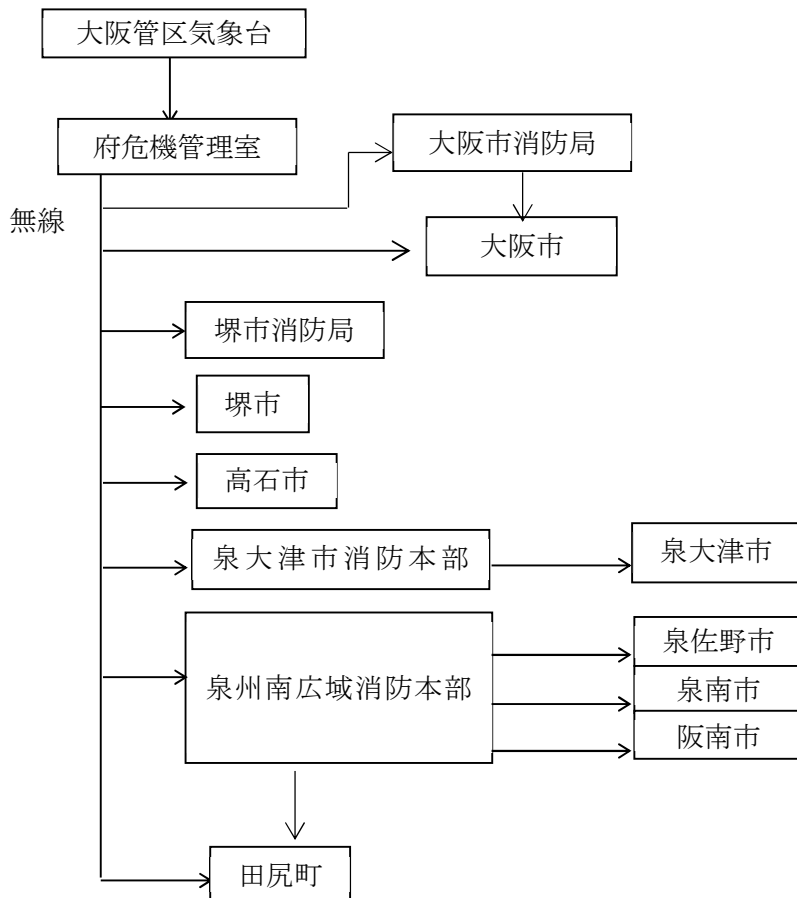 大阪管区気象台
府危機管理室
大阪市消防局
無線
大阪市
堺市消防局
堺市
高石市
泉大津市消防本部
泉大津市
泉州南広域消防本部
泉佐野市
泉南市
阪南市
田尻町